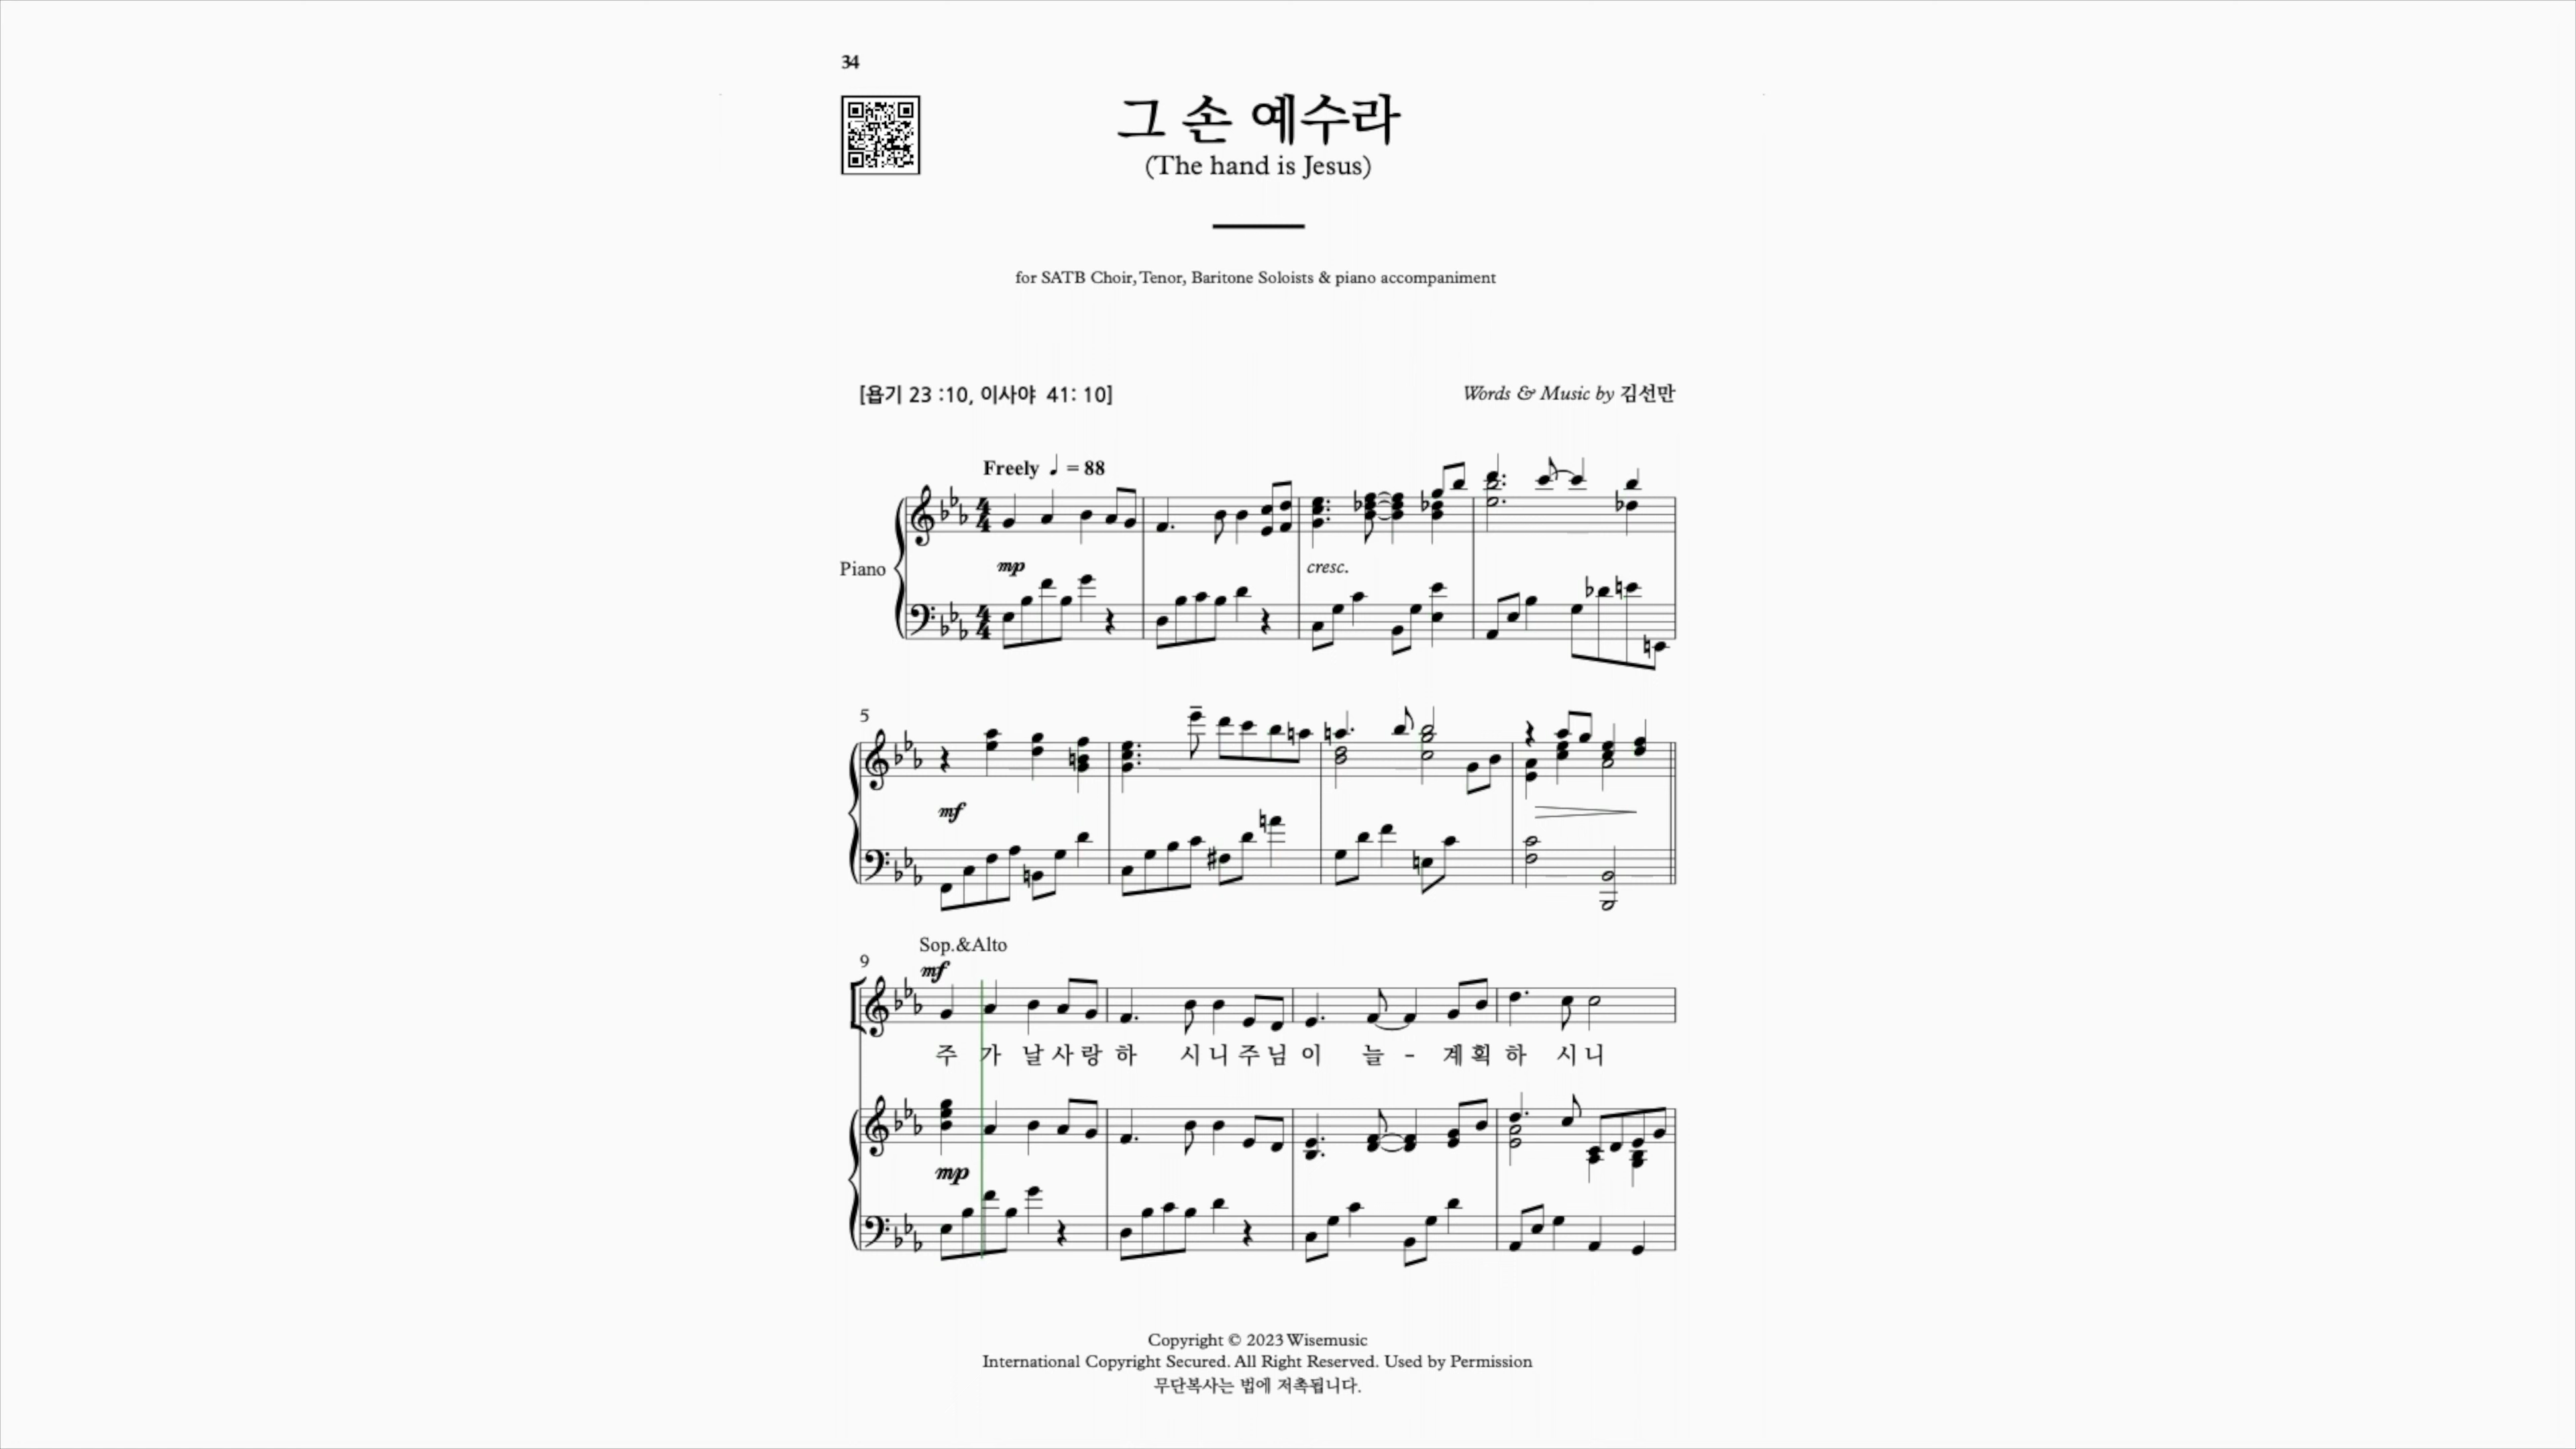 34
그 손 예수라
(The hand is Jesus)
for SATB Choir, Tenor, Baritone Soloists & piano accompaniment
[욥기 23 :10, 이사야 41: 10]
Words & Music by 김선만
Freely ♩ = 88
4/4
Piano
mp
cresc.
5
mf
Sop.&Alto
9
mf
주 가 날 사 랑 하 시 니 주 님 이 늘 - 계 획 하 시 니
mp
Copyright © 2023 Wisemusic
International Copyright Secured. All Right Reserved. Used by Permission
무단복사는 법에 저촉됩니다.